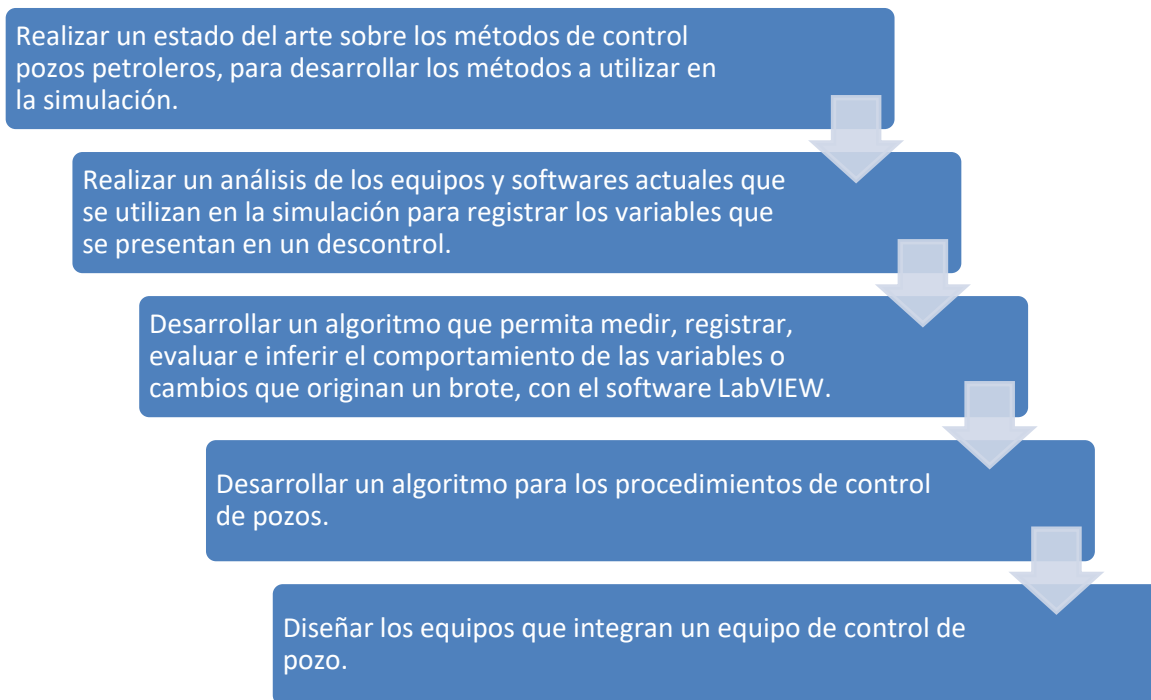 Realizar un estado del arte sobre los métodos de control
pozos petroleros, para desarrollar los métodos a utilizar en
la simulación.
Realizar un análisis de los equipos y softwares actuales que
se utilizan en la simulación para registrar los variables que
se presentan en un descontrol.
Desarrollar un algoritmo que permita medir, registrar,
evaluar e inferir el comportamiento de las variables o
cambios que originan un brote, con el software LabVIEW.
Desarrollar un algoritmo para los procedimientos de control
de pozos.
Diseñar los equipos que integran un equipo de control de
pozo.